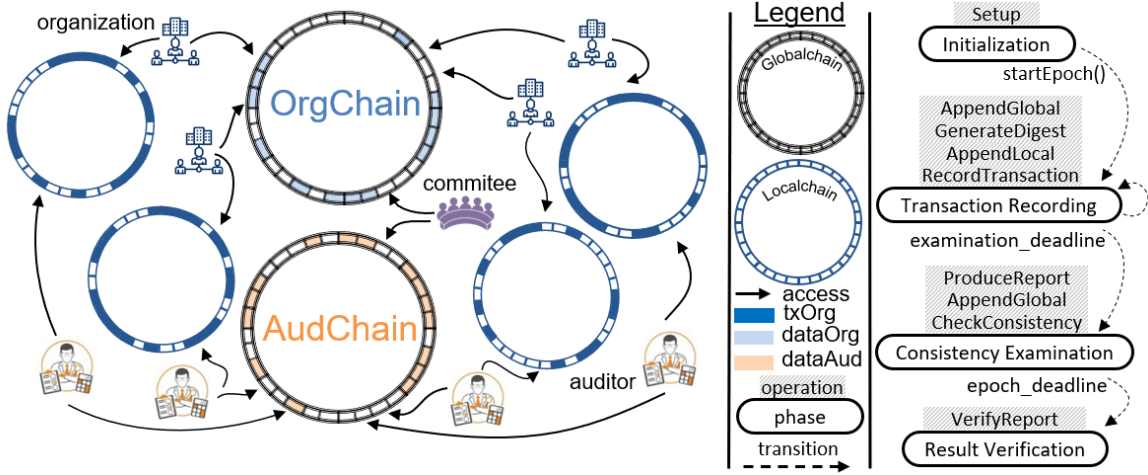 organization
OrgChain
commitee
AudChain
auditor
Legend
Globalchain
Localchain
access
txOrg
dataOrg
dataAud
operation
phase
transition
Setup
Initialization
startEpoch()
AppendGlobal
GenerateDigest
AppendLocal
RecordTransaction
Transaction Recording
examination_deadline
ProduceReport
AppendGlobal
CheckConsistency
Consistency Examination
epoch_deadline
VerifyReport
Result Verification